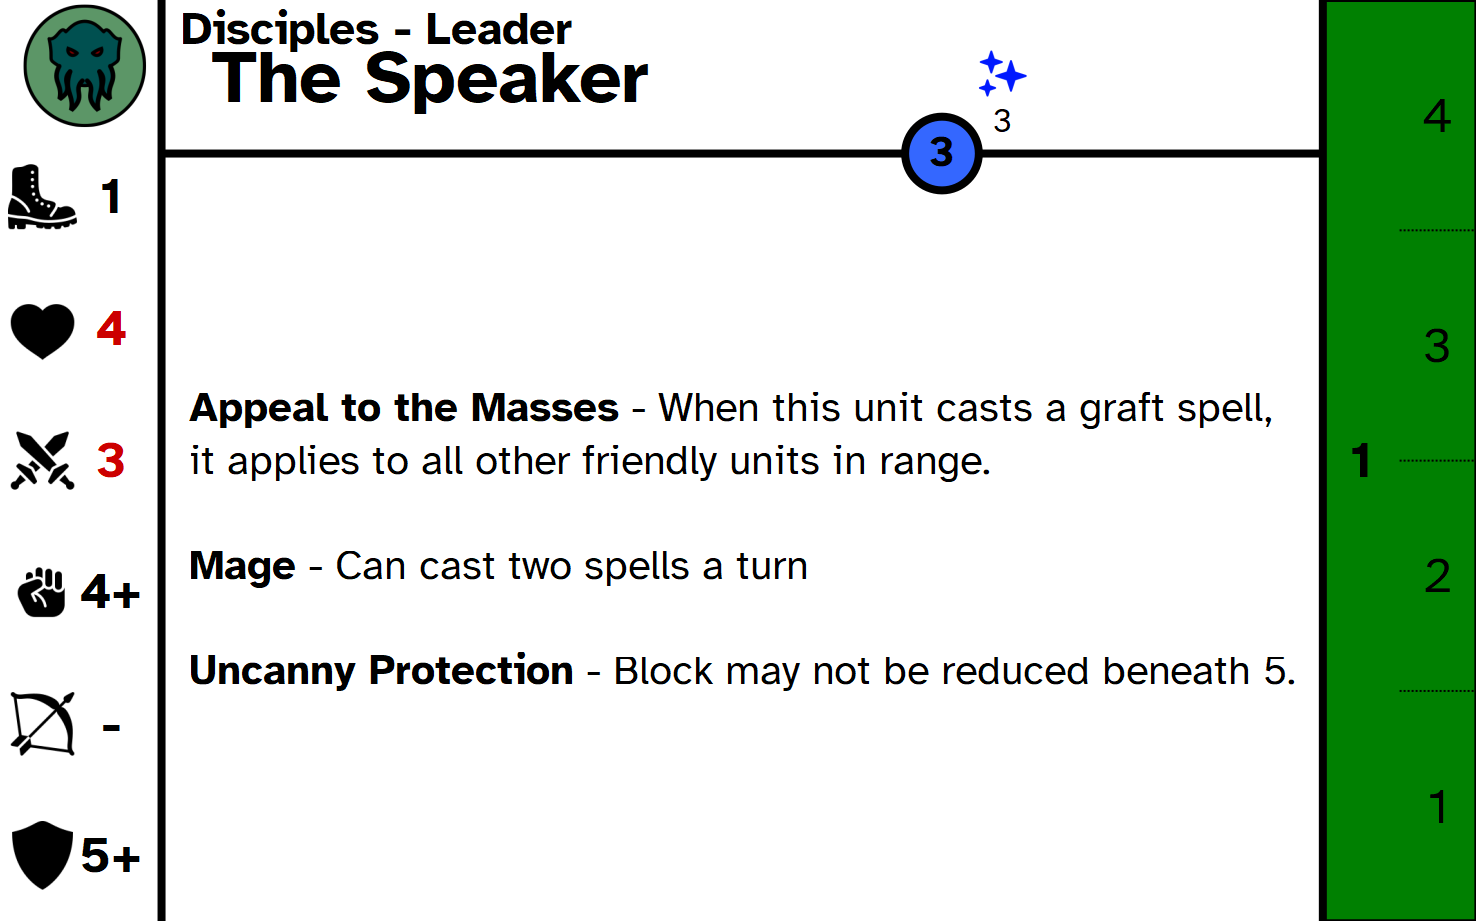 Disciples - Leader
The Speaker
3
3
1
4
3
4+
-
5+
Appeal to the Masses - When this unit casts a graft spell,
it applies to all other friendly units in range.
Mage - Can cast two spells a turn
Uncanny Protection - Block may not be reduced beneath 5.
4
3
1
2
1